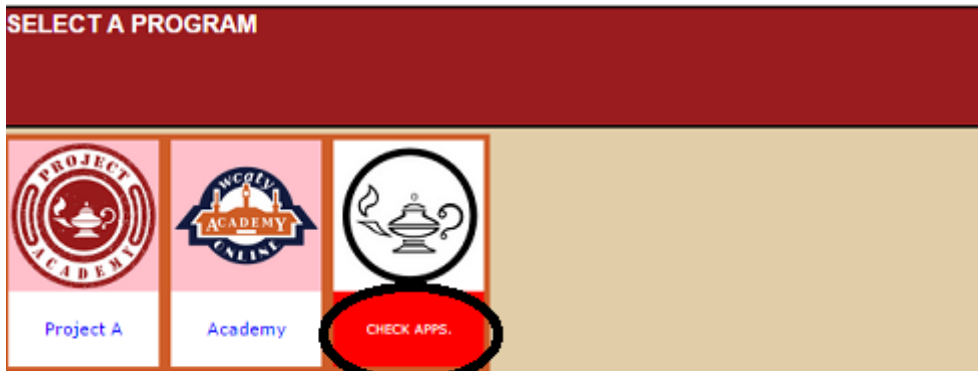 SELECT A PROGRAM
PROJECT
ACADEMY
wcaty
ACADEMY
ONLINE
Project A
Academy
CHECK APPS.